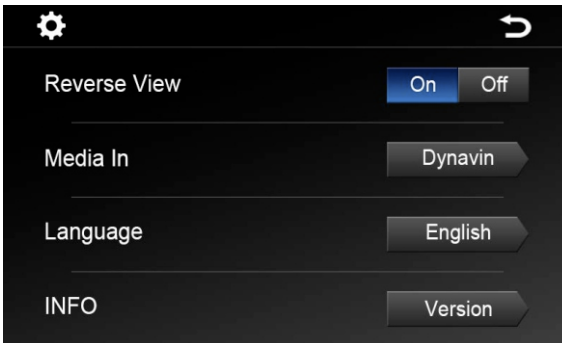 Reverse View On Off
Media In Dynavin
Language English
INFO Version